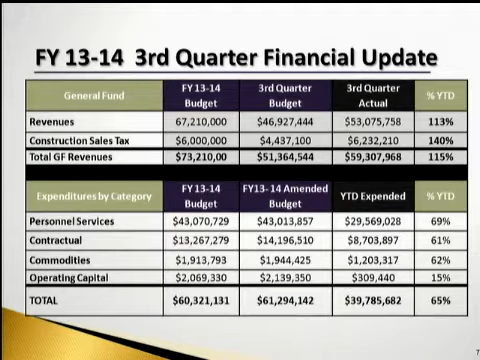 FY 13-14 3rd Quarter Financial Update
General Fund FY 13-14 Budget 3rd Quarter Budget 3rd Quarter Actual % YTD
Revenues 67,210,000 $46,927,444 $53,075,758 113%
Construction Sales Tax $6,000,000 $4,437,100 $6,232,210 140%
Total GF Revenues $73,210,00 $51,364,544 $59,307,968 115%
Expenditures by Category FY 13-14 Budget FY13-14 Amended Budget YTD Expended % YTD
Personnel Services $43,070,729 $43,013,857 $29,569,028 69%
Contractual $13,267,279 $14,196,510 $8,703,897 61%
Commodities $1,913,793 $1,944,425 $1,203,317 62%
Operating Capital $2,069,330 $2,139,350 $309,440 15%
TOTAL $60,321,131 $61,294,142 $39,785,682 65%
7